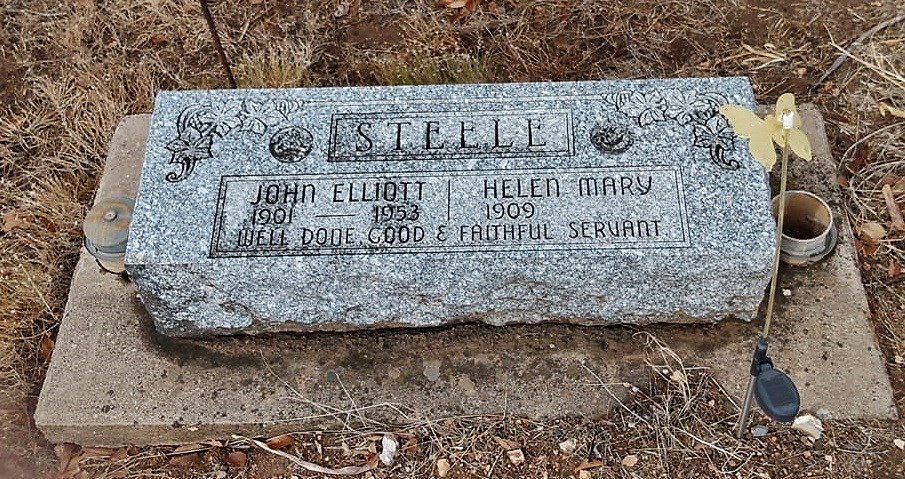 STEELE
JOHN ELLIOTT HELEN MARY
1901 — 1953 1909
WELL DONE, GOOD & FAITHFUL SERVANT